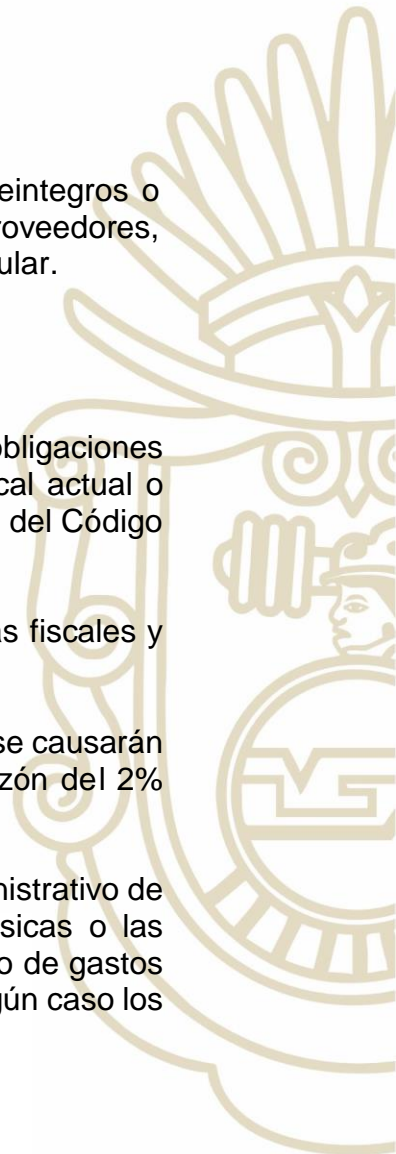 eintegros o
roveedores,
ular.
obligaciones
cal actual o
del Código
as fiscales y
se causarán
zón del 2%
nistrativo de
sicas o las
o de gastos
gún caso los